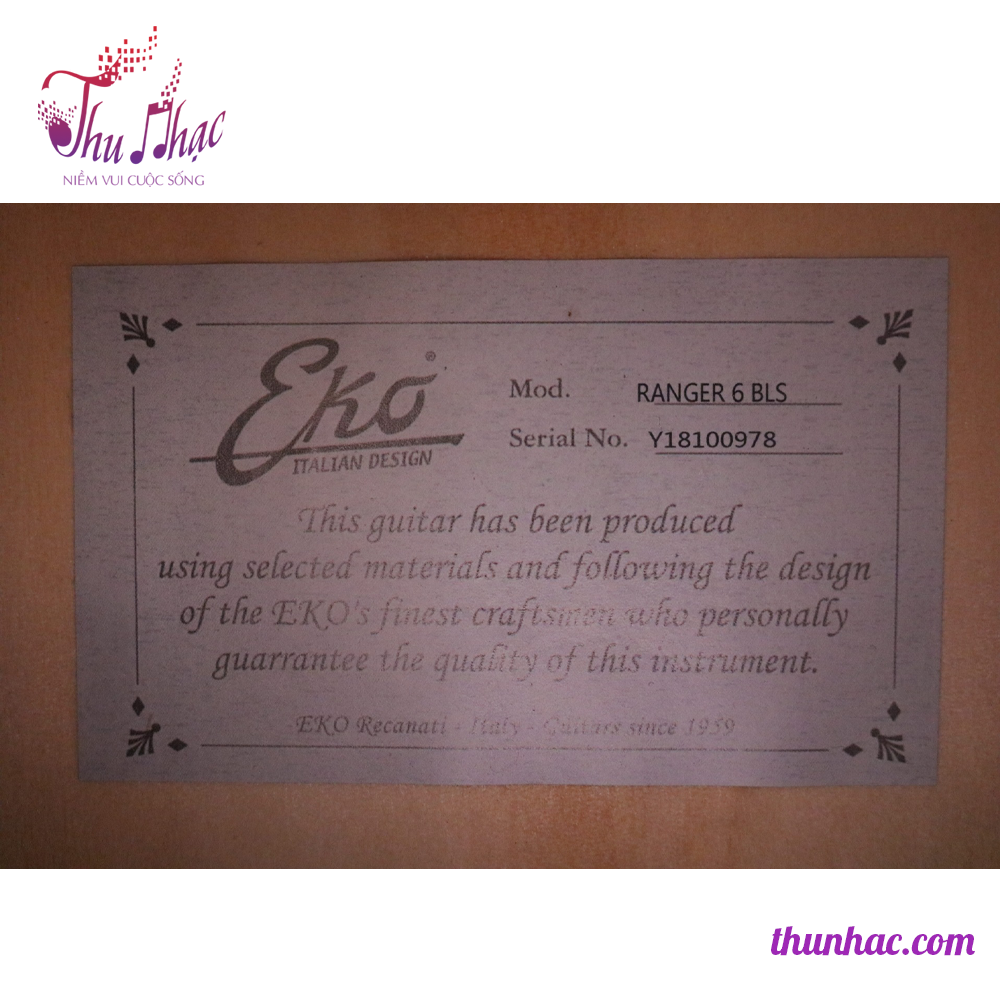 Thu Nhạc
NIỀM VUI CUỘC SỐNG
Eko®
ITALIAN DESIGN
Mod. RANGER 6 BLS
Serial No. Y18100978
This guitar has been produced
using selected materials and following the design
of the EKO's finest craftsmen who personally
guarrantee the quality of this instrument.
EKO Recanati - Italy - Guitars since 1959
thunhac.com